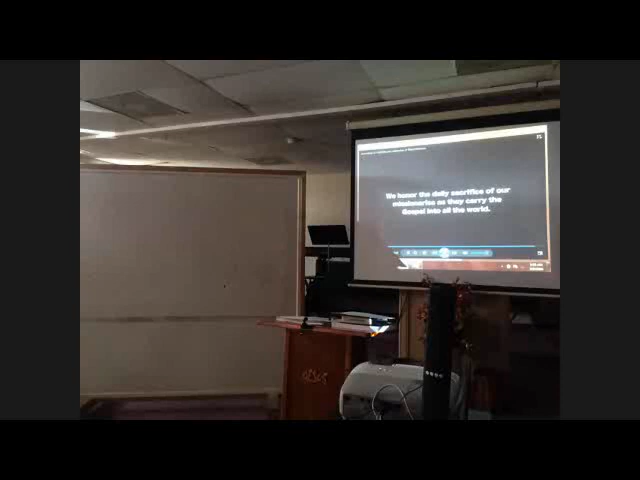 We honor the daily sacrifice of our
missionaries as they carry the
Gospel into all the world.